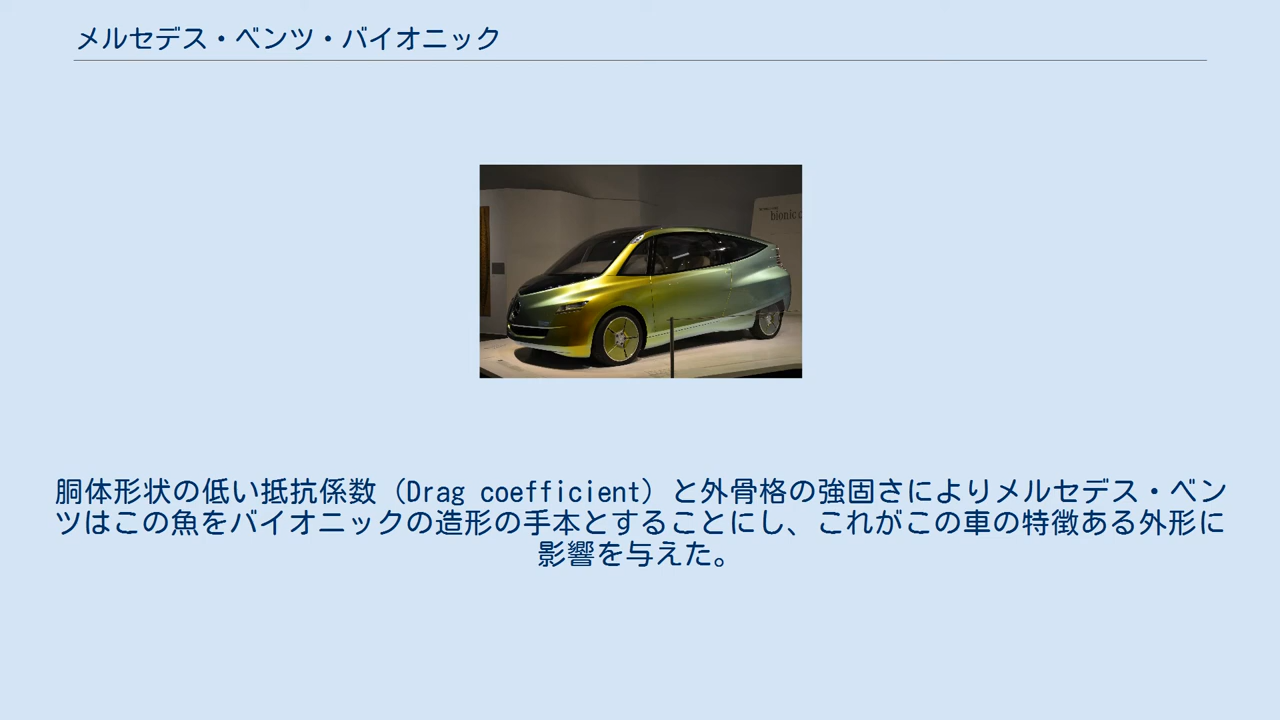 メルセデス・ベンツ・バイオニック
bionic c
胴体形状の低い抵抗係数（Drag coefficient）と外骨格の強固さによりメルセデス・ベン
ツはこの魚をバイオニックの造形の手本とすることにし、これがこの車の特徴ある外形に
影響を与えた。